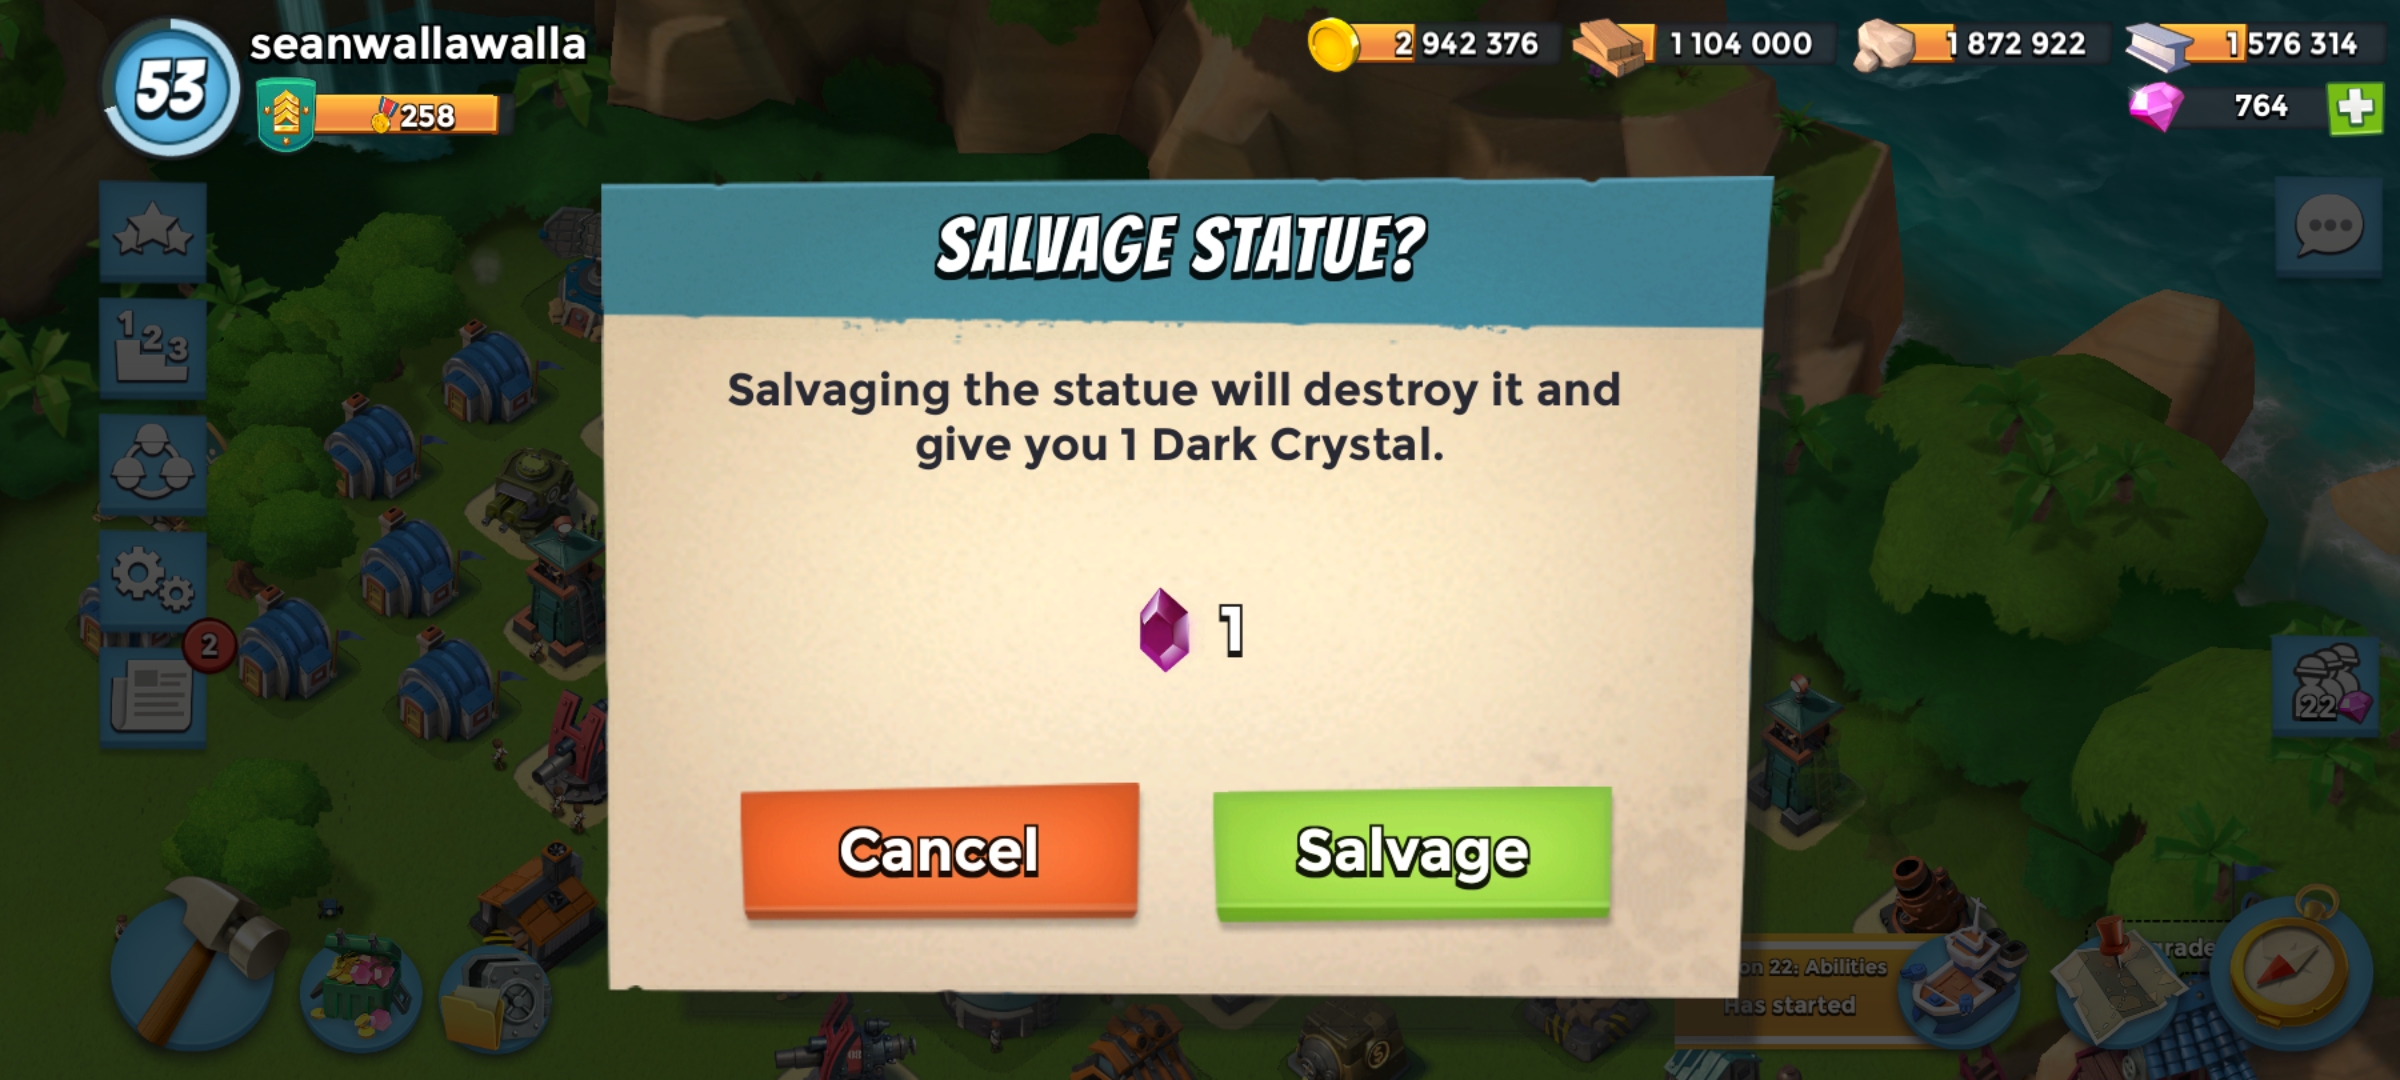 53
seanwallawalla
258
2 942 376
1 104 000
1 872 922
1 576 314
764
123
2
SALVAGE STATUE?
Salvaging the statue will destroy it and
give you 1 Dark Crystal.
1
Cancel
Salvage
22
on 22: Abilities
Has started
rade